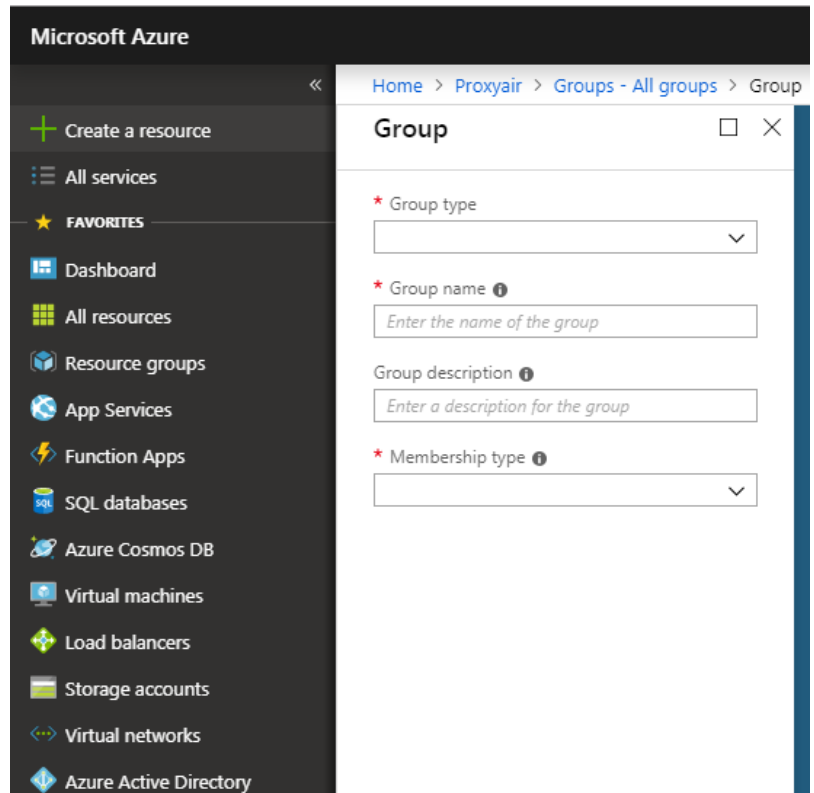 Microsoft Azure
«
Home > Proxyair > Groups - All groups > Group
Create a resource
All services
FAVORITES
Dashboard
All resources
Resource groups
App Services
Function Apps
SQL databases
Azure Cosmos DB
Virtual machines
Load balancers
Storage accounts
Virtual networks
Azure Active Directory
Group
* Group type
* Group name
Enter the name of the group
Group description
Enter a description for the group
* Membership type